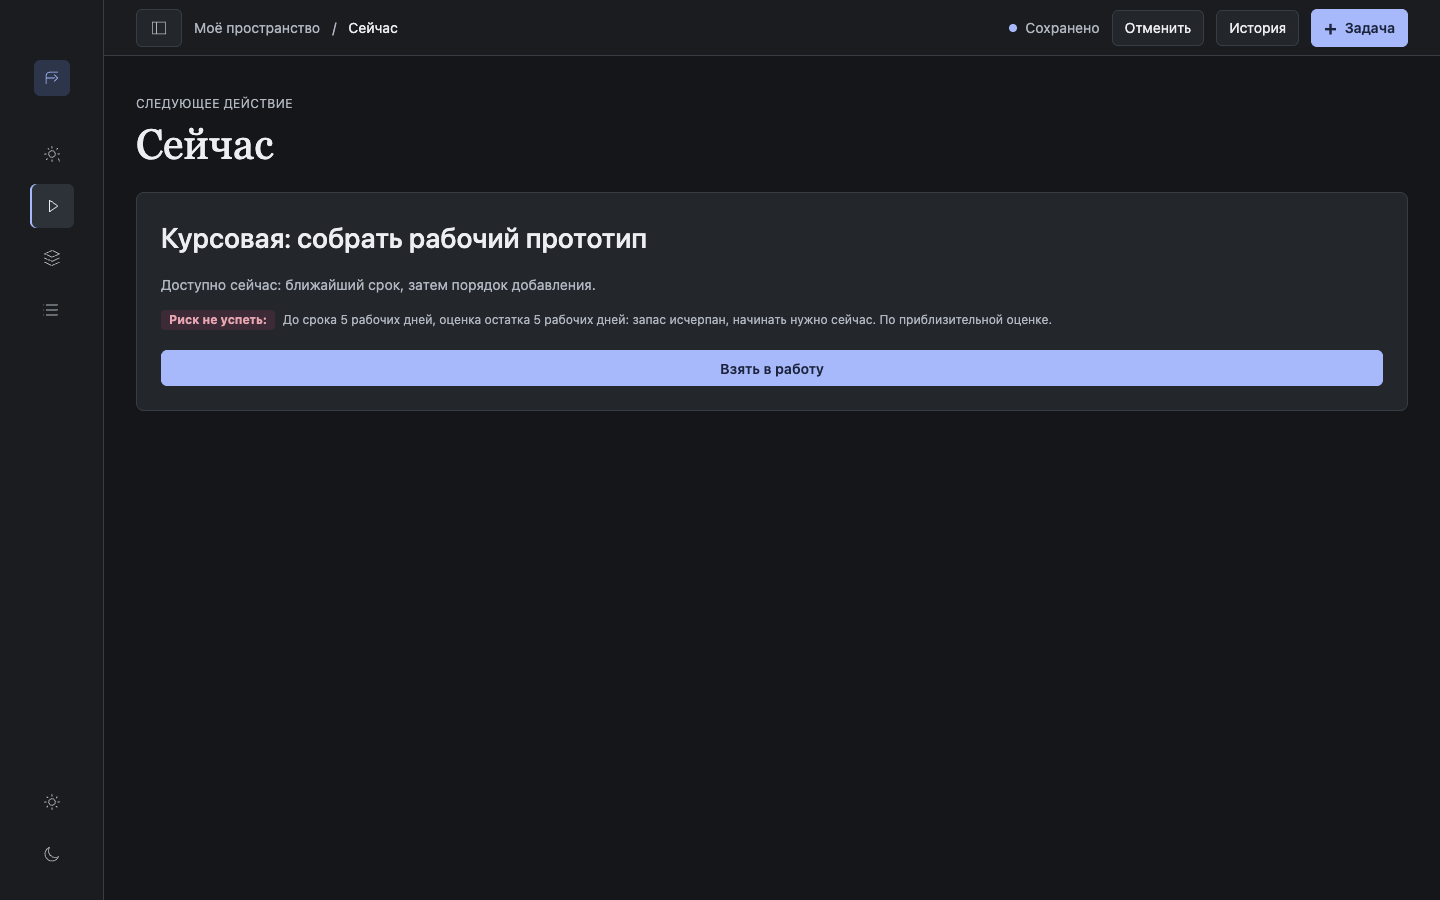 Моё пространство / Сейчас
Сохранено
Отменить
История
+ Задача
СЛЕДУЮЩЕЕ ДЕЙСТВИЕ
Сейчас
Курсовая: собрать рабочий прототип
Доступно сейчас: ближайший срок, затем порядок добавления.
Риск не успеть: До срока 5 рабочих дней, оценка остатка 5 рабочих дней: запас исчерпан, начинать нужно сейчас. По приблизительной оценке.
Взять в работу